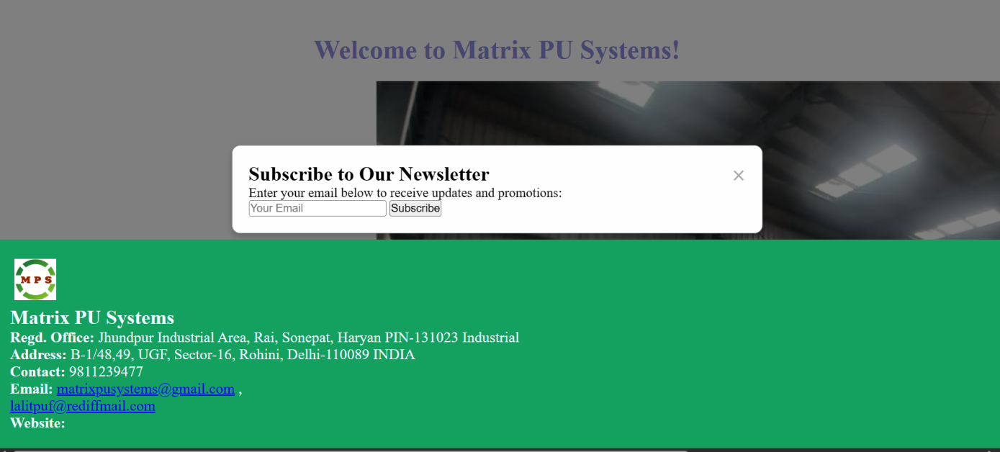 Welcome to Matrix PU Systems!
Subscribe to Our Newsletter
×
Enter your email below to receive updates and promotions:
Your Email Subscribe
MPS
Matrix PU Systems
Regd. Office: Jhundpur Industrial Area, Rai, Sonepat, Haryan PIN-131023 Industrial
Address: B-1/48,49, UGF, Sector-16, Rohini, Delhi-110089 INDIA
Contact: 9811239477
Email: matrixpusystems@gmail.com ,
lalitpuf@rediffmail.com
Website: